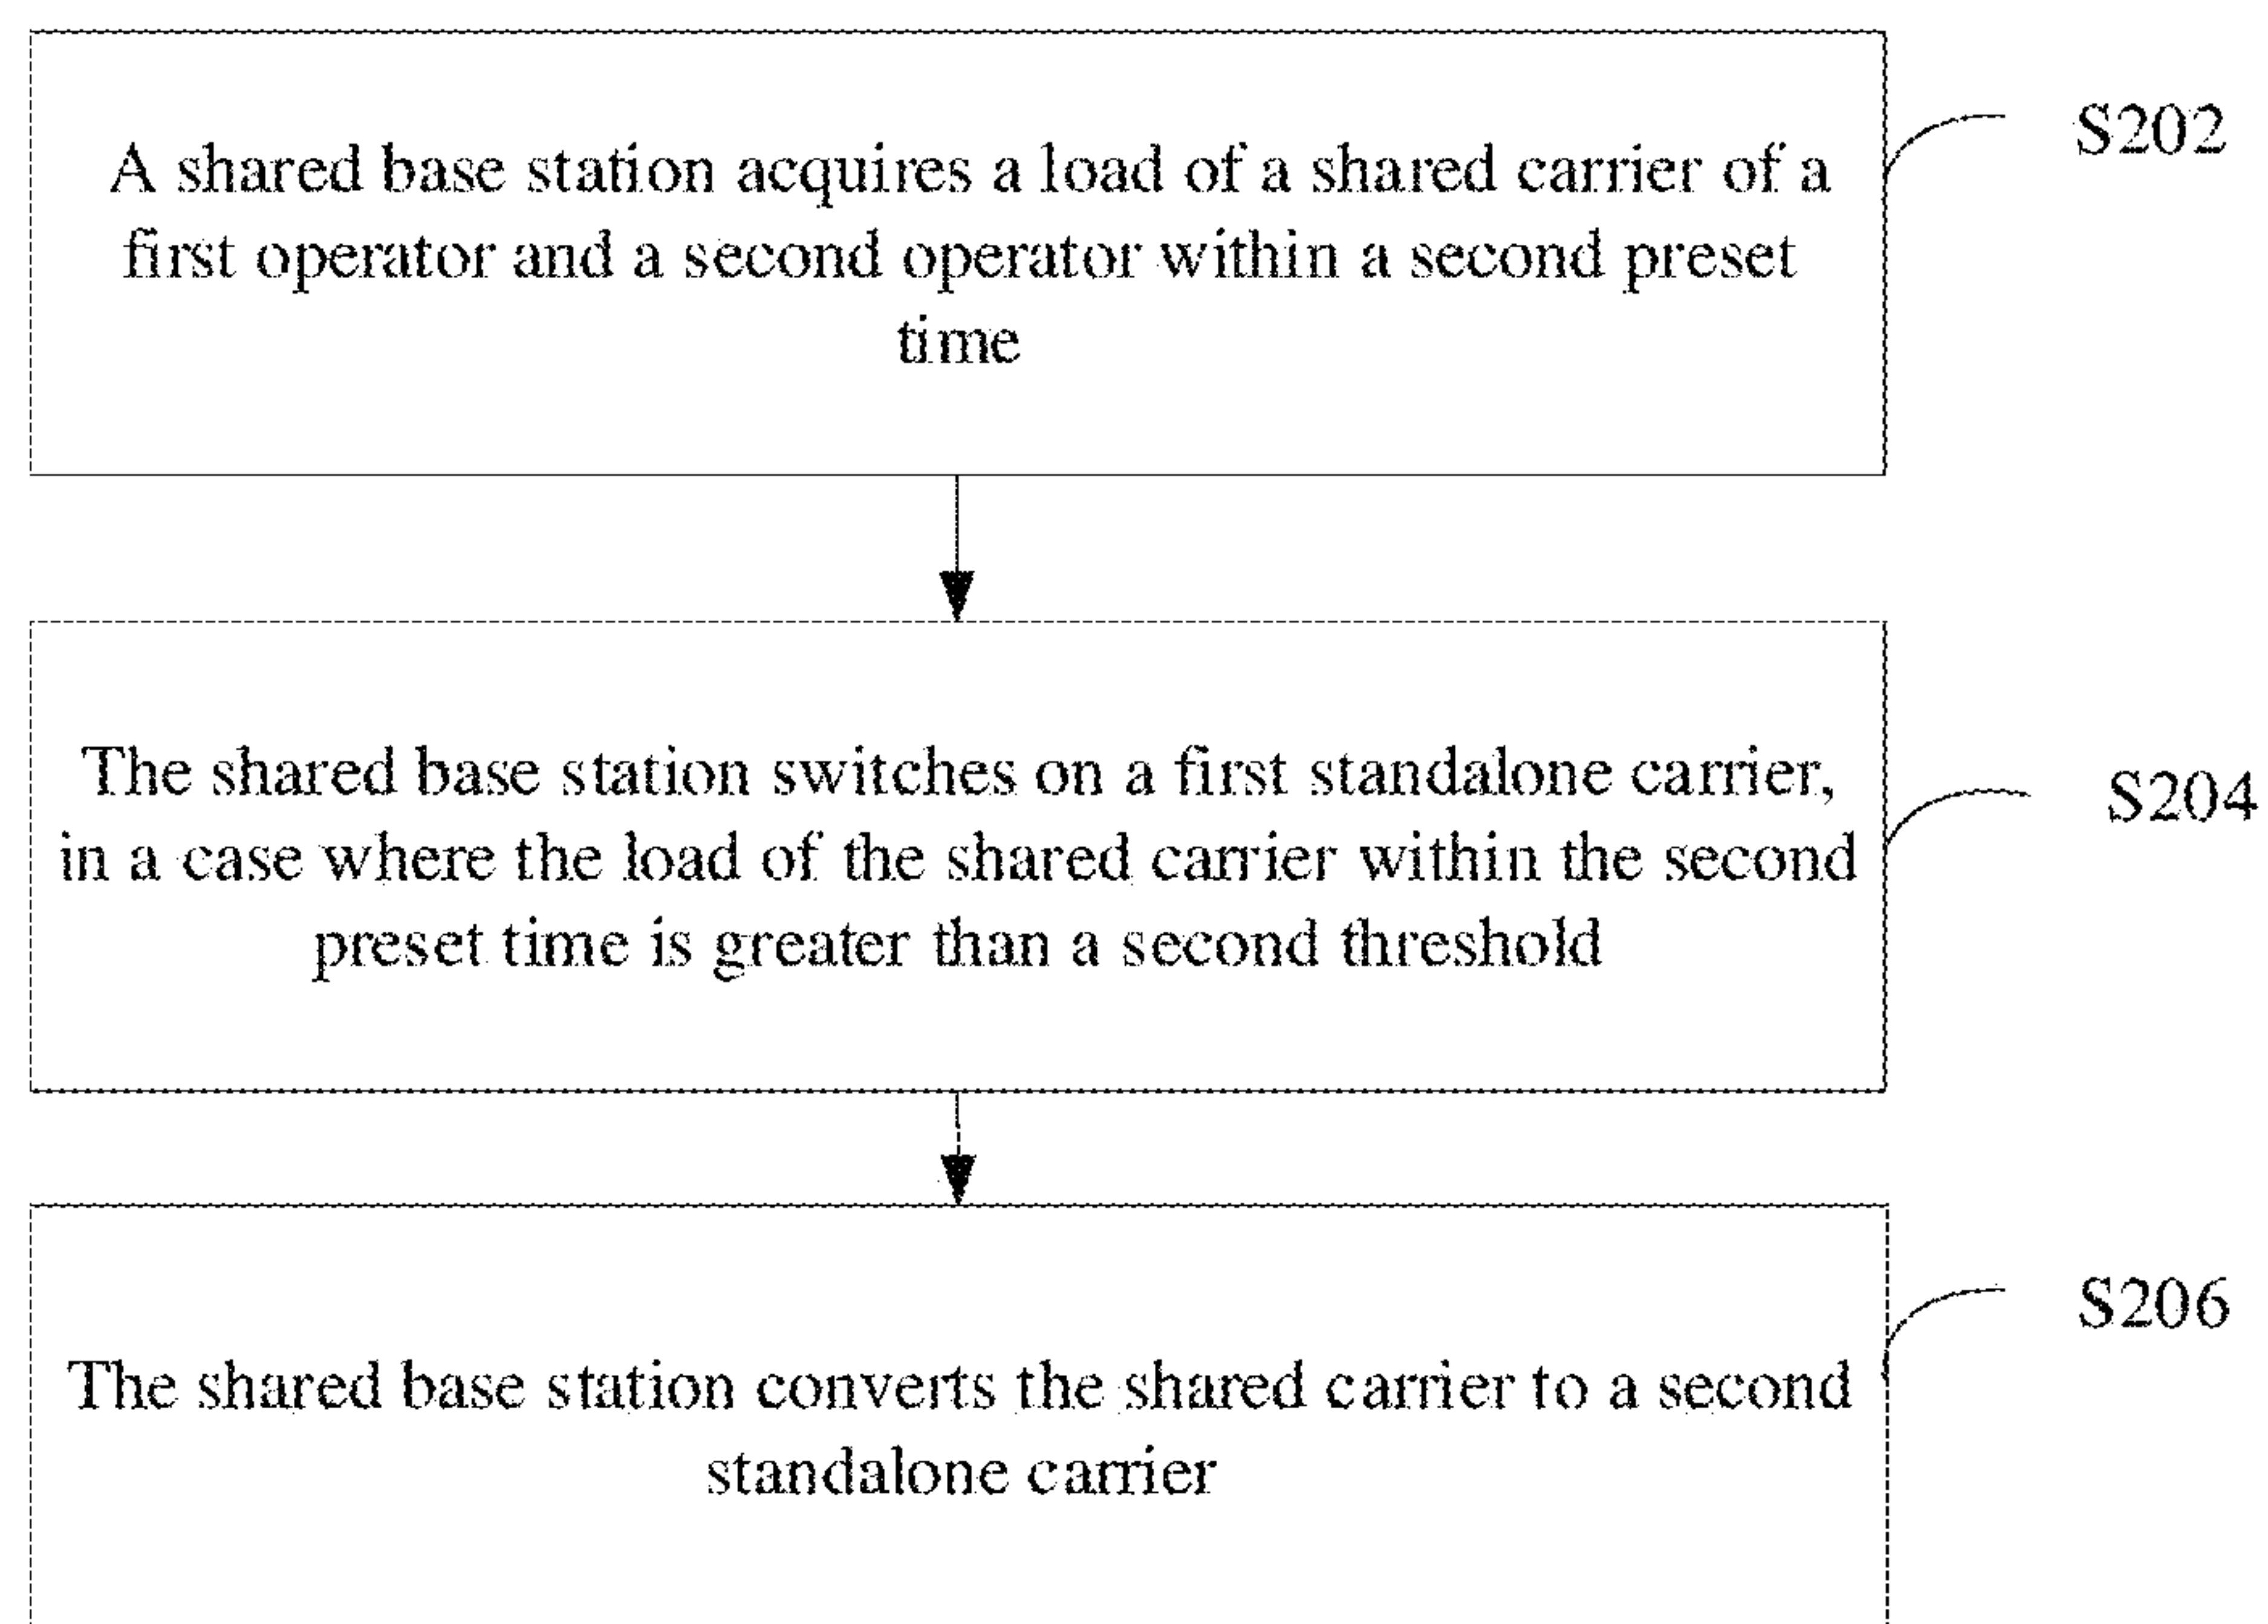 A shared base station acquires a load of a shared carrier of a
first operator and a second operator within a second preset
time
S202
The shared base station switches on a first standalone carrier,
in a case where the load of the shared carrier within the second
preset time is greater than a second threshold
S204
The shared base station converts the shared carrier to a second
standalone carrier
S206